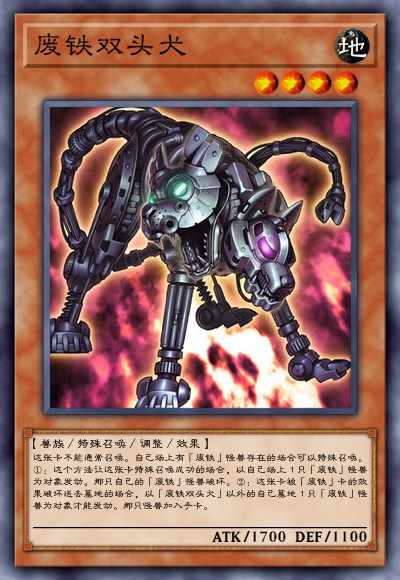 废铁双头犬
地
【兽族／特殊召唤／调整／效果】
这张卡不能通常召唤。自己场上有「废铁」怪兽存在的场合可以特殊召唤。
①：这个方法让这张卡特殊召唤成功的场合，以自己场上1只「废铁」怪兽
为对象发动。那只自己的「废铁」怪兽破坏。②：这张卡被「废铁」卡的效
果破坏送去墓地的场合，以「废铁双头犬」以外的自己墓地1只「废铁」怪
兽为对象才能发动。那只怪兽加入手卡。
ATK/1700 DEF/1100